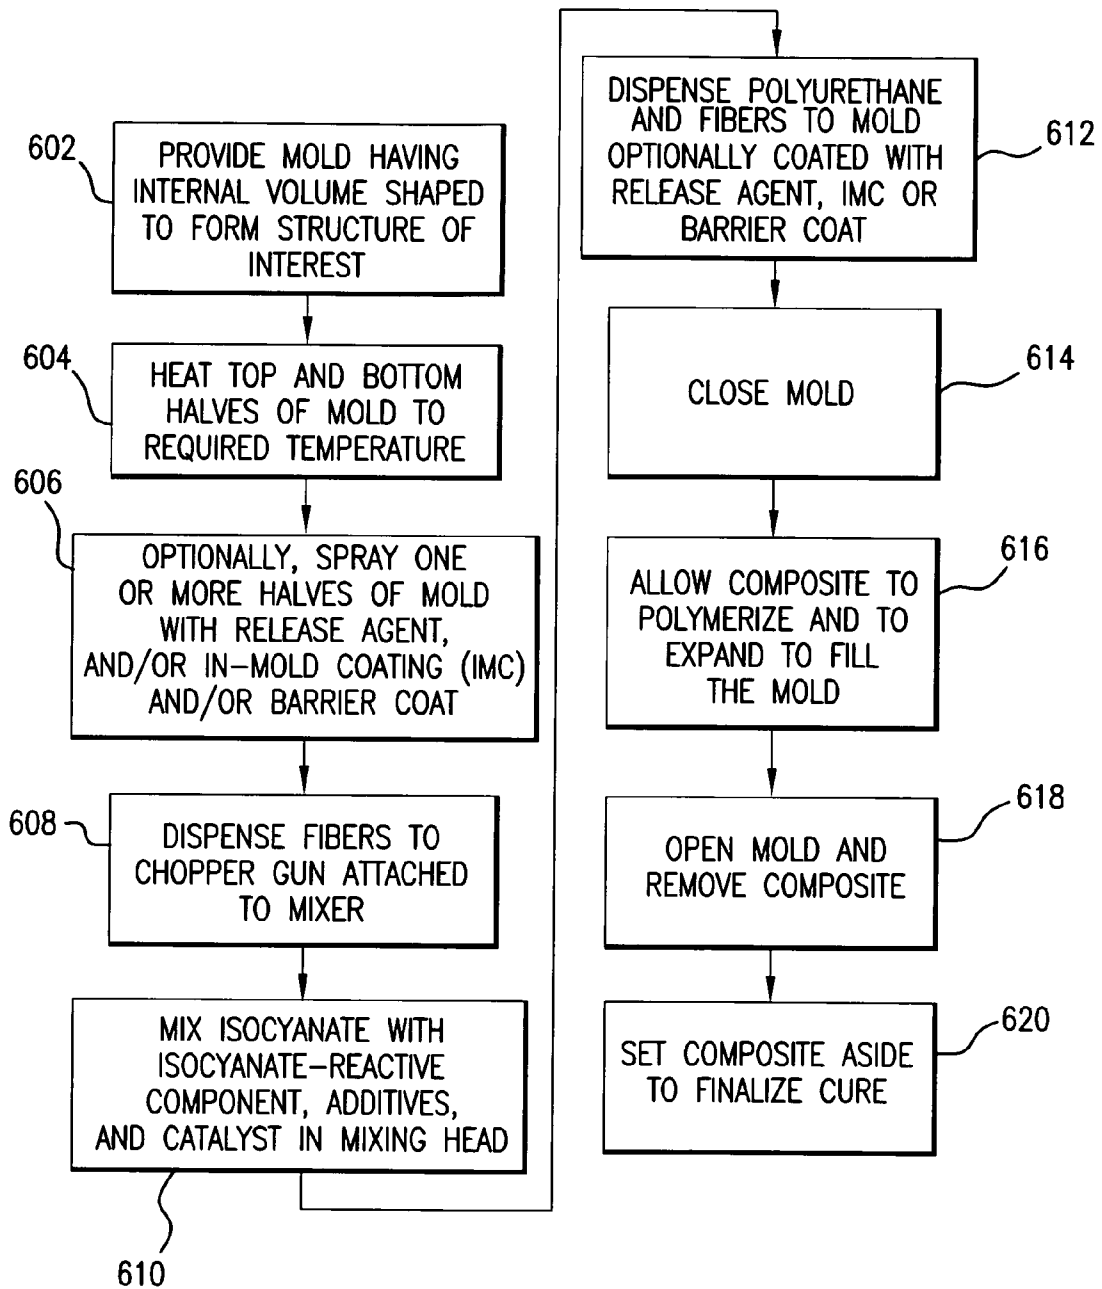 602
PROVIDE MOLD HAVING
INTERNAL VOLUME SHAPED
TO FORM STRUCTURE OF
INTEREST
604
HEAT TOP AND BOTTOM
HALVES OF MOLD TO
REQUIRED TEMPERATURE
606
OPTIONALLY, SPRAY ONE
OR MORE HALVES OF MOLD
WITH RELEASE AGENT,
AND/OR IN-MOLD COATING (IMC)
AND/OR BARRIER COAT
608
DISPENSE FIBERS TO
CHOPPER GUN ATTACHED
TO MIXER
MIX ISOCYANATE WITH
ISOCYANATE-REACTIVE
COMPONENT, ADDITIVES,
AND CATALYST IN MIXING HEAD
610
DISPENSE POLYURETHANE
AND FIBERS TO MOLD
OPTIONALLY COATED WITH
RELEASE AGENT, IMC OR
BARRIER COAT
612
CLOSE MOLD
614
ALLOW COMPOSITE TO
POLYMERIZE AND TO
EXPAND TO FILL
THE MOLD
616
OPEN MOLD AND
REMOVE COMPOSITE
618
SET COMPOSITE ASIDE
TO FINALIZE CURE
620